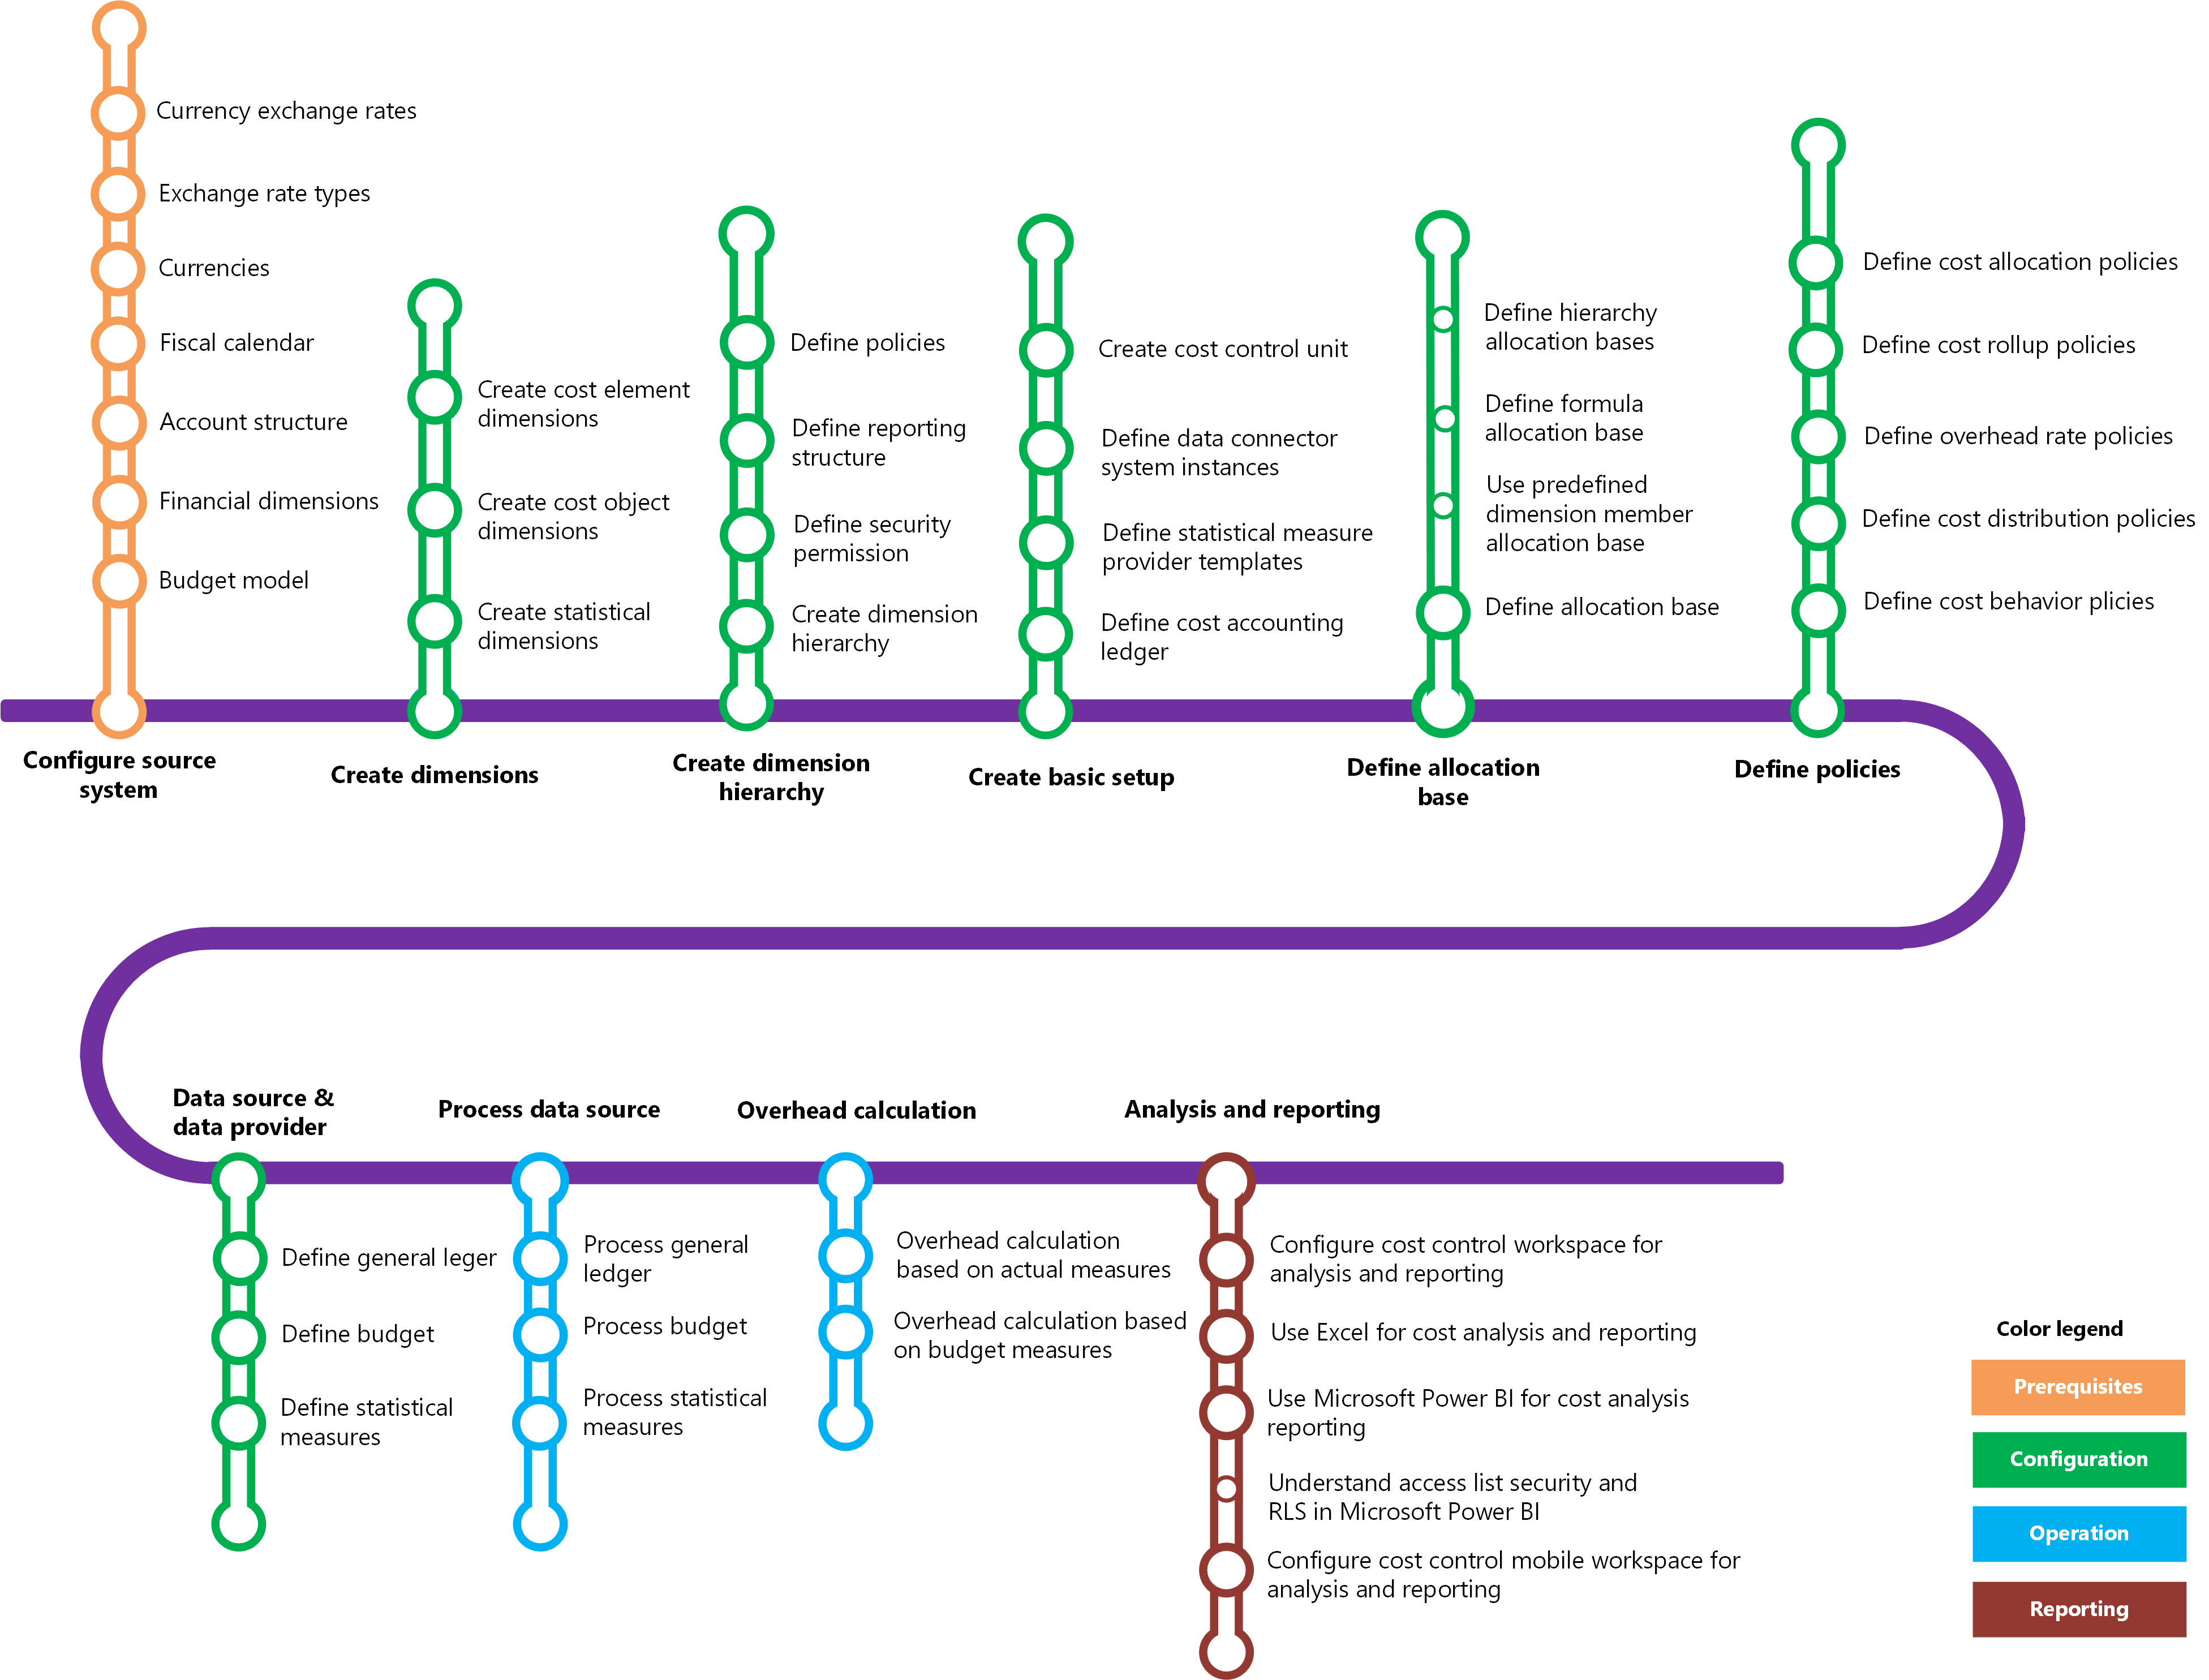 Currency exchange rates
Exchange rate types
Currencies
Fiscal calendar
Account structure
Financial dimensions
Budget model
Configure source
system
Create cost element
dimensions
Create cost object
dimensions
Create statistical
dimensions
Create dimensions
Define policies
Define reporting
structure
Define security
permission
Create dimension
hierarchy
Create dimension
hierarchy
Create cost control unit
Define data connector
system instances
Define statistical measure
provider templates
Define cost accounting
ledger
Create basic setup
Define hierarchy
allocation bases
Define formula
allocation base
Use predefined
dimension member
allocation base
Define allocation base
Define allocation
base
Define cost allocation policies
Define cost rollup policies
Define overhead rate policies
Define cost distribution policies
Define cost behavior plicies
Define policies
Data source &
data provider
Define general leger
Define budget
Define statistical
measures
Process data source
Process general
ledger
Process budget
Process statistical
measures
Overhead calculation
Overhead calculation
based on actual measures
Overhead calculation based
on budget measures
Analysis and reporting
Configure cost control workspace for
analysis and reporting
Use Excel for cost analysis and reporting
Use Microsoft Power BI for cost analysis
reporting
Understand access list security and
RLS in Microsoft Power BI
Configure cost control mobile workspace for
analysis and reporting
Color legend
Prerequisites
Configuration
Operation
Reporting